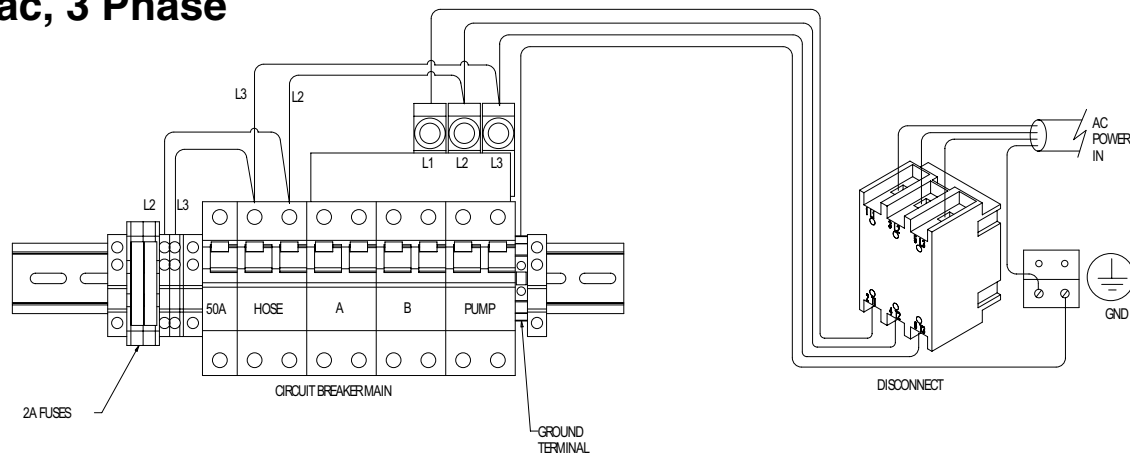 ac, 3 Phase
L3
L2
L1
L2
L3
AC
POWER
IN
L2
L3
50A
HOSE
A
B
PUMP
GND
CIRCUIT BREAKER MAIN
DISCONNECT
2A FUSES
GROUND
TERMINAL